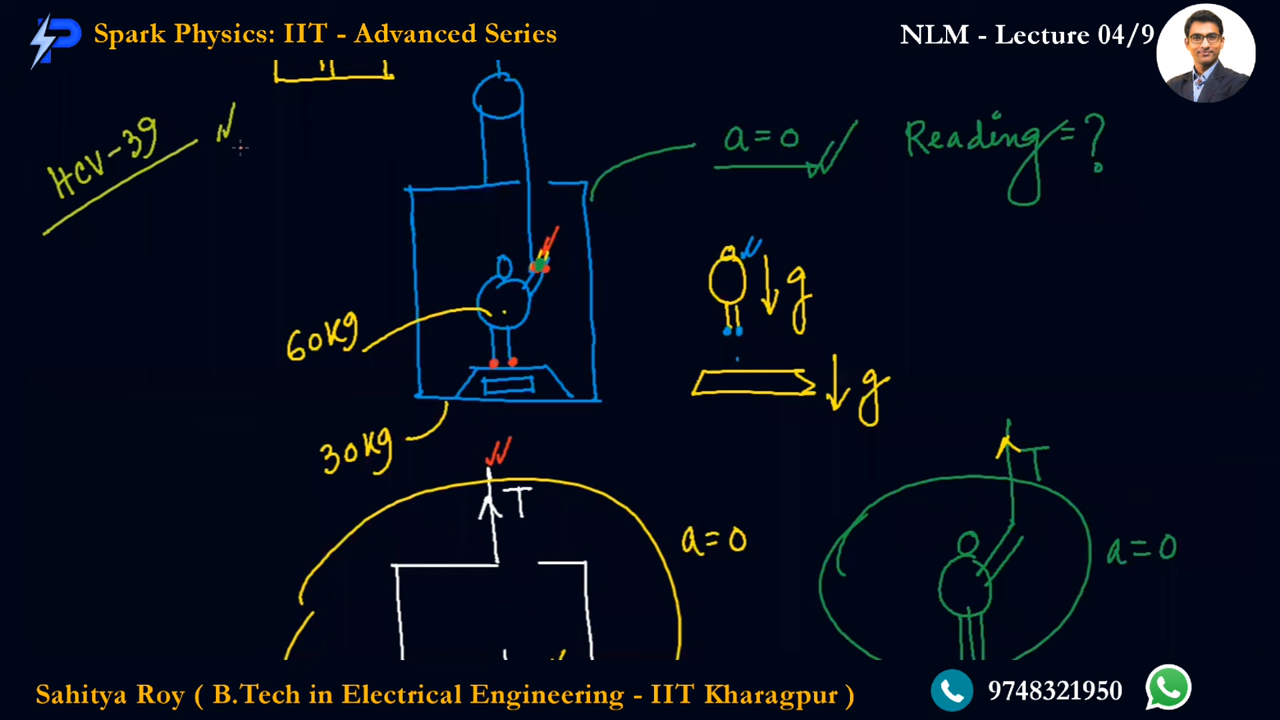 Spark Physics: IIT - Advanced Series
NLM - Lecture 04/9
HCV-39
a=0
Reading=?
g
60kg
g
30kg
T
a=0
T
a=0
Sahitya Roy ( B.Tech in Electrical Engineering - IIT Kharagpur )
9748321950